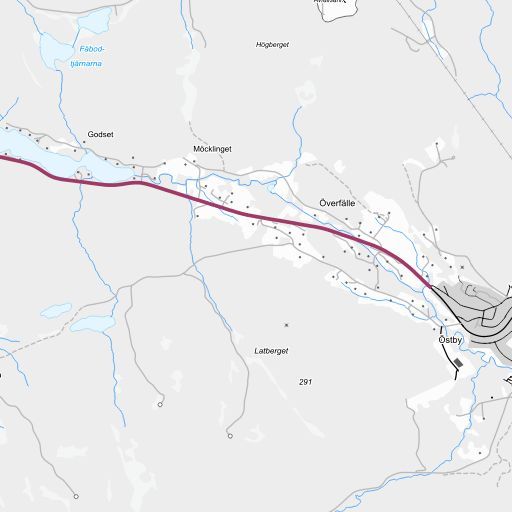 Högberget
Fäbod-
tjärnarna
Godset
Möcklinget
Överfälle
Östby
Latberget
291